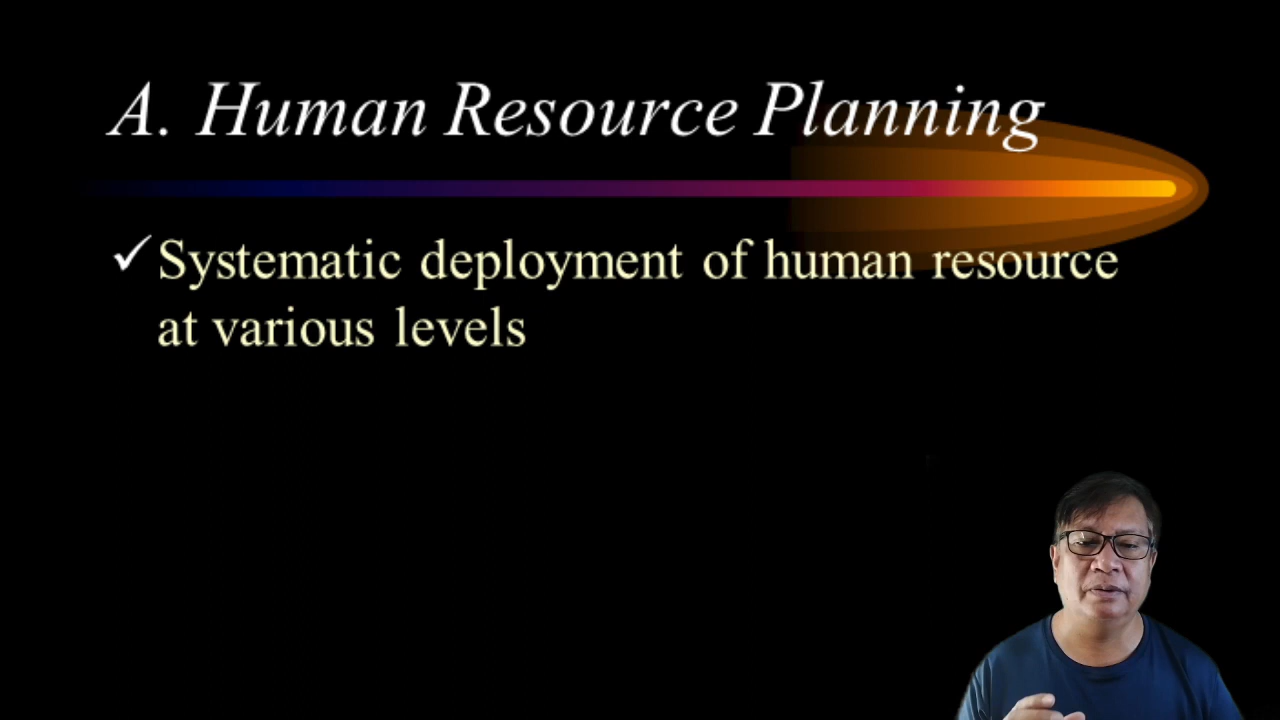 A. Human Resource Planning
✓Systematic deployment of human resource
at various levels